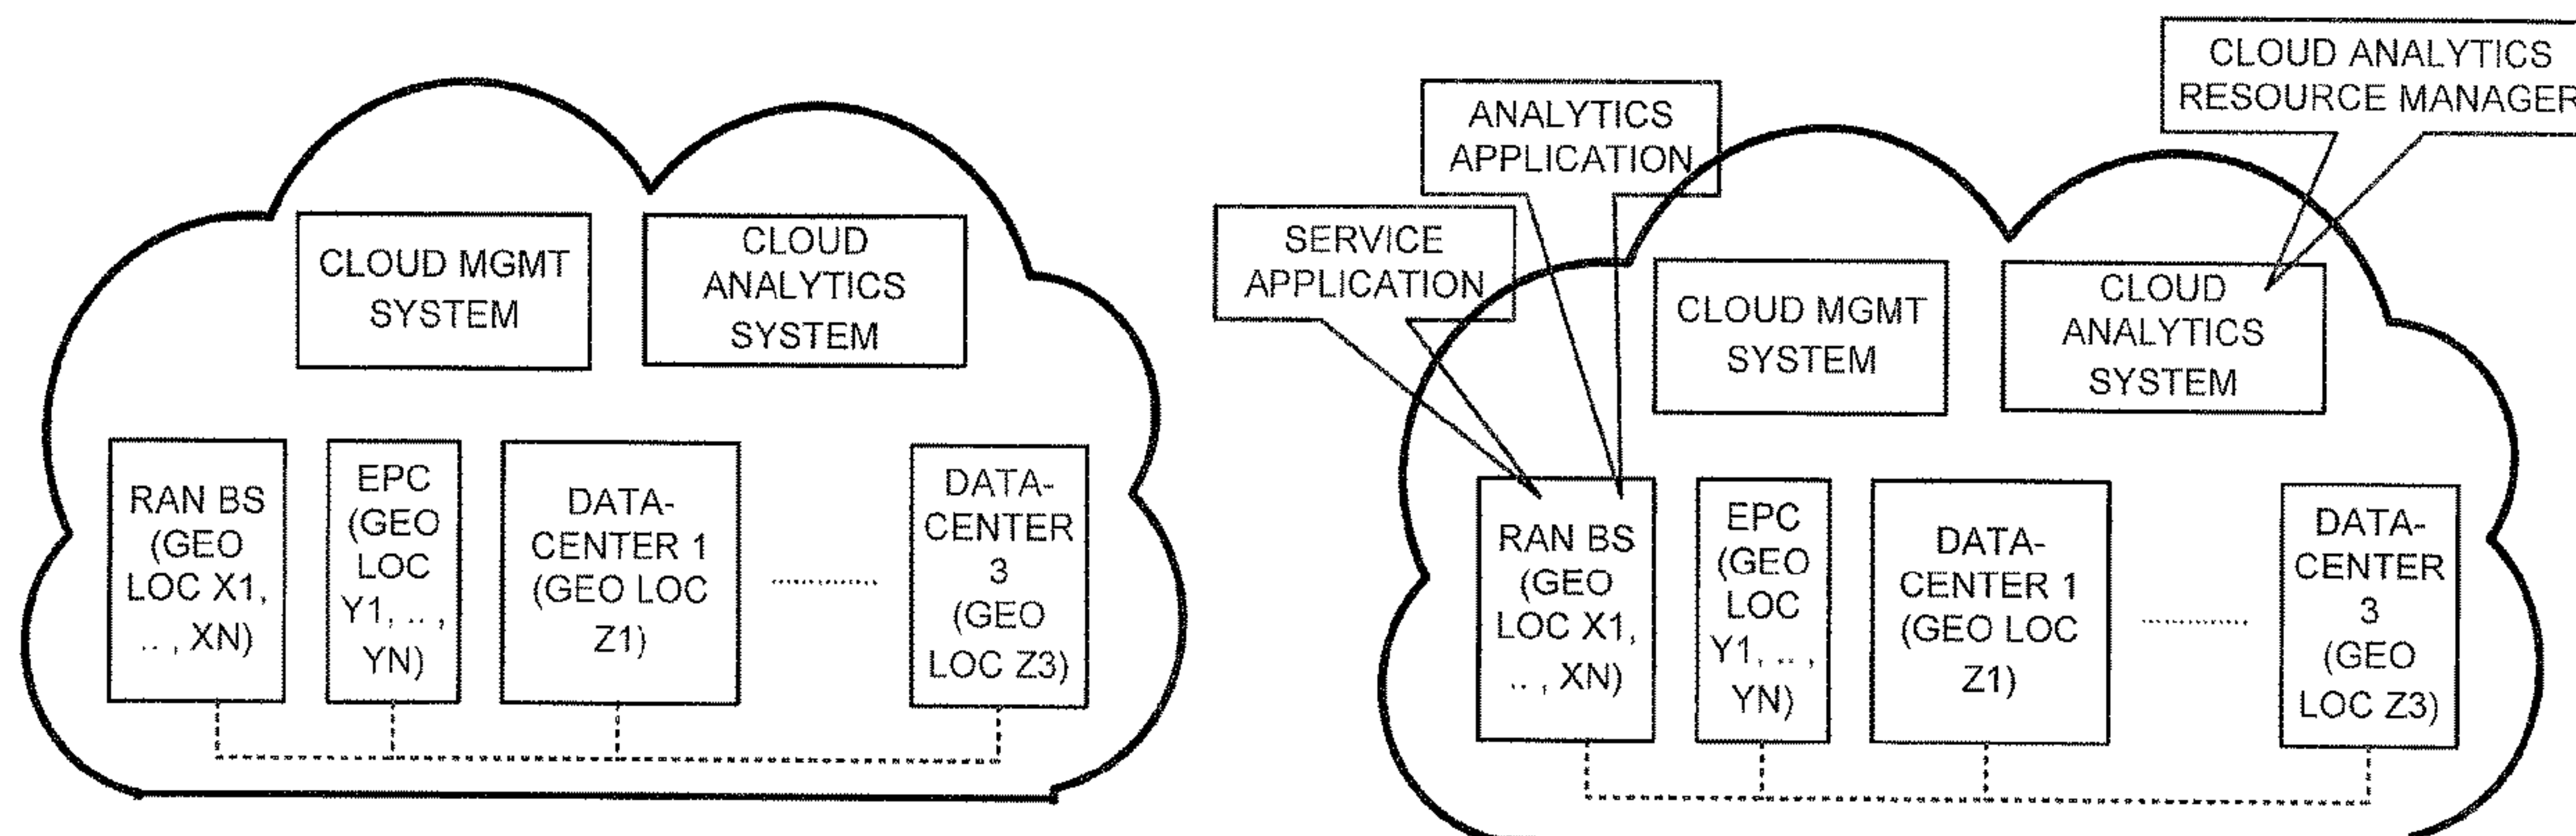 CLOUD MGMT
SYSTEM
CLOUD
ANALYTICS
SYSTEM
RAN BS
(GEO
LOC X1,
.. , XN)
EPC
(GEO
LOC
Y1, .. ,
YN)
DATA-
CENTER 1
(GEO LOC
Z1)
DATA-
CENTER
3
(GEO
LOC Z3)
CLOUD ANALYTICS
RESOURCE MANAGER
ANALYTICS
APPLICATION
SERVICE
APPLICATION
CLOUD MGMT
SYSTEM
CLOUD
ANALYTICS
SYSTEM
RAN BS
(GEO
LOC X1,
.. , XN)
EPC
(GEO
LOC
Y1, .. ,
YN)
DATA-
CENTER 1
(GEO LOC
Z1)
DATA-
CENTER
3
(GEO
LOC Z3)